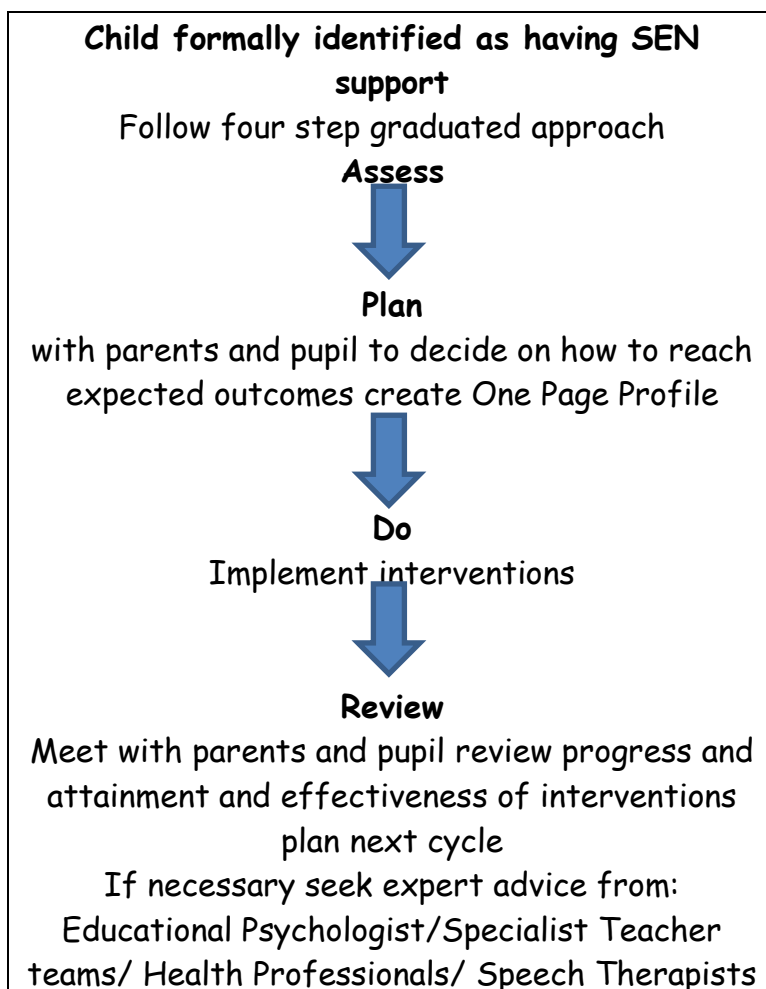 Child formally identified as having SEN
support
Follow four step graduated approach
Assess
Plan
with parents and pupil to decide on how to reach
expected outcomes create One Page Profile
Do
Implement interventions
Review
Meet with parents and pupil review progress and
attainment and effectiveness of interventions
plan next cycle
If necessary seek expert advice from:
Educational Psychologist/Specialist Teacher
teams/ Health Professionals/ Speech Therapists